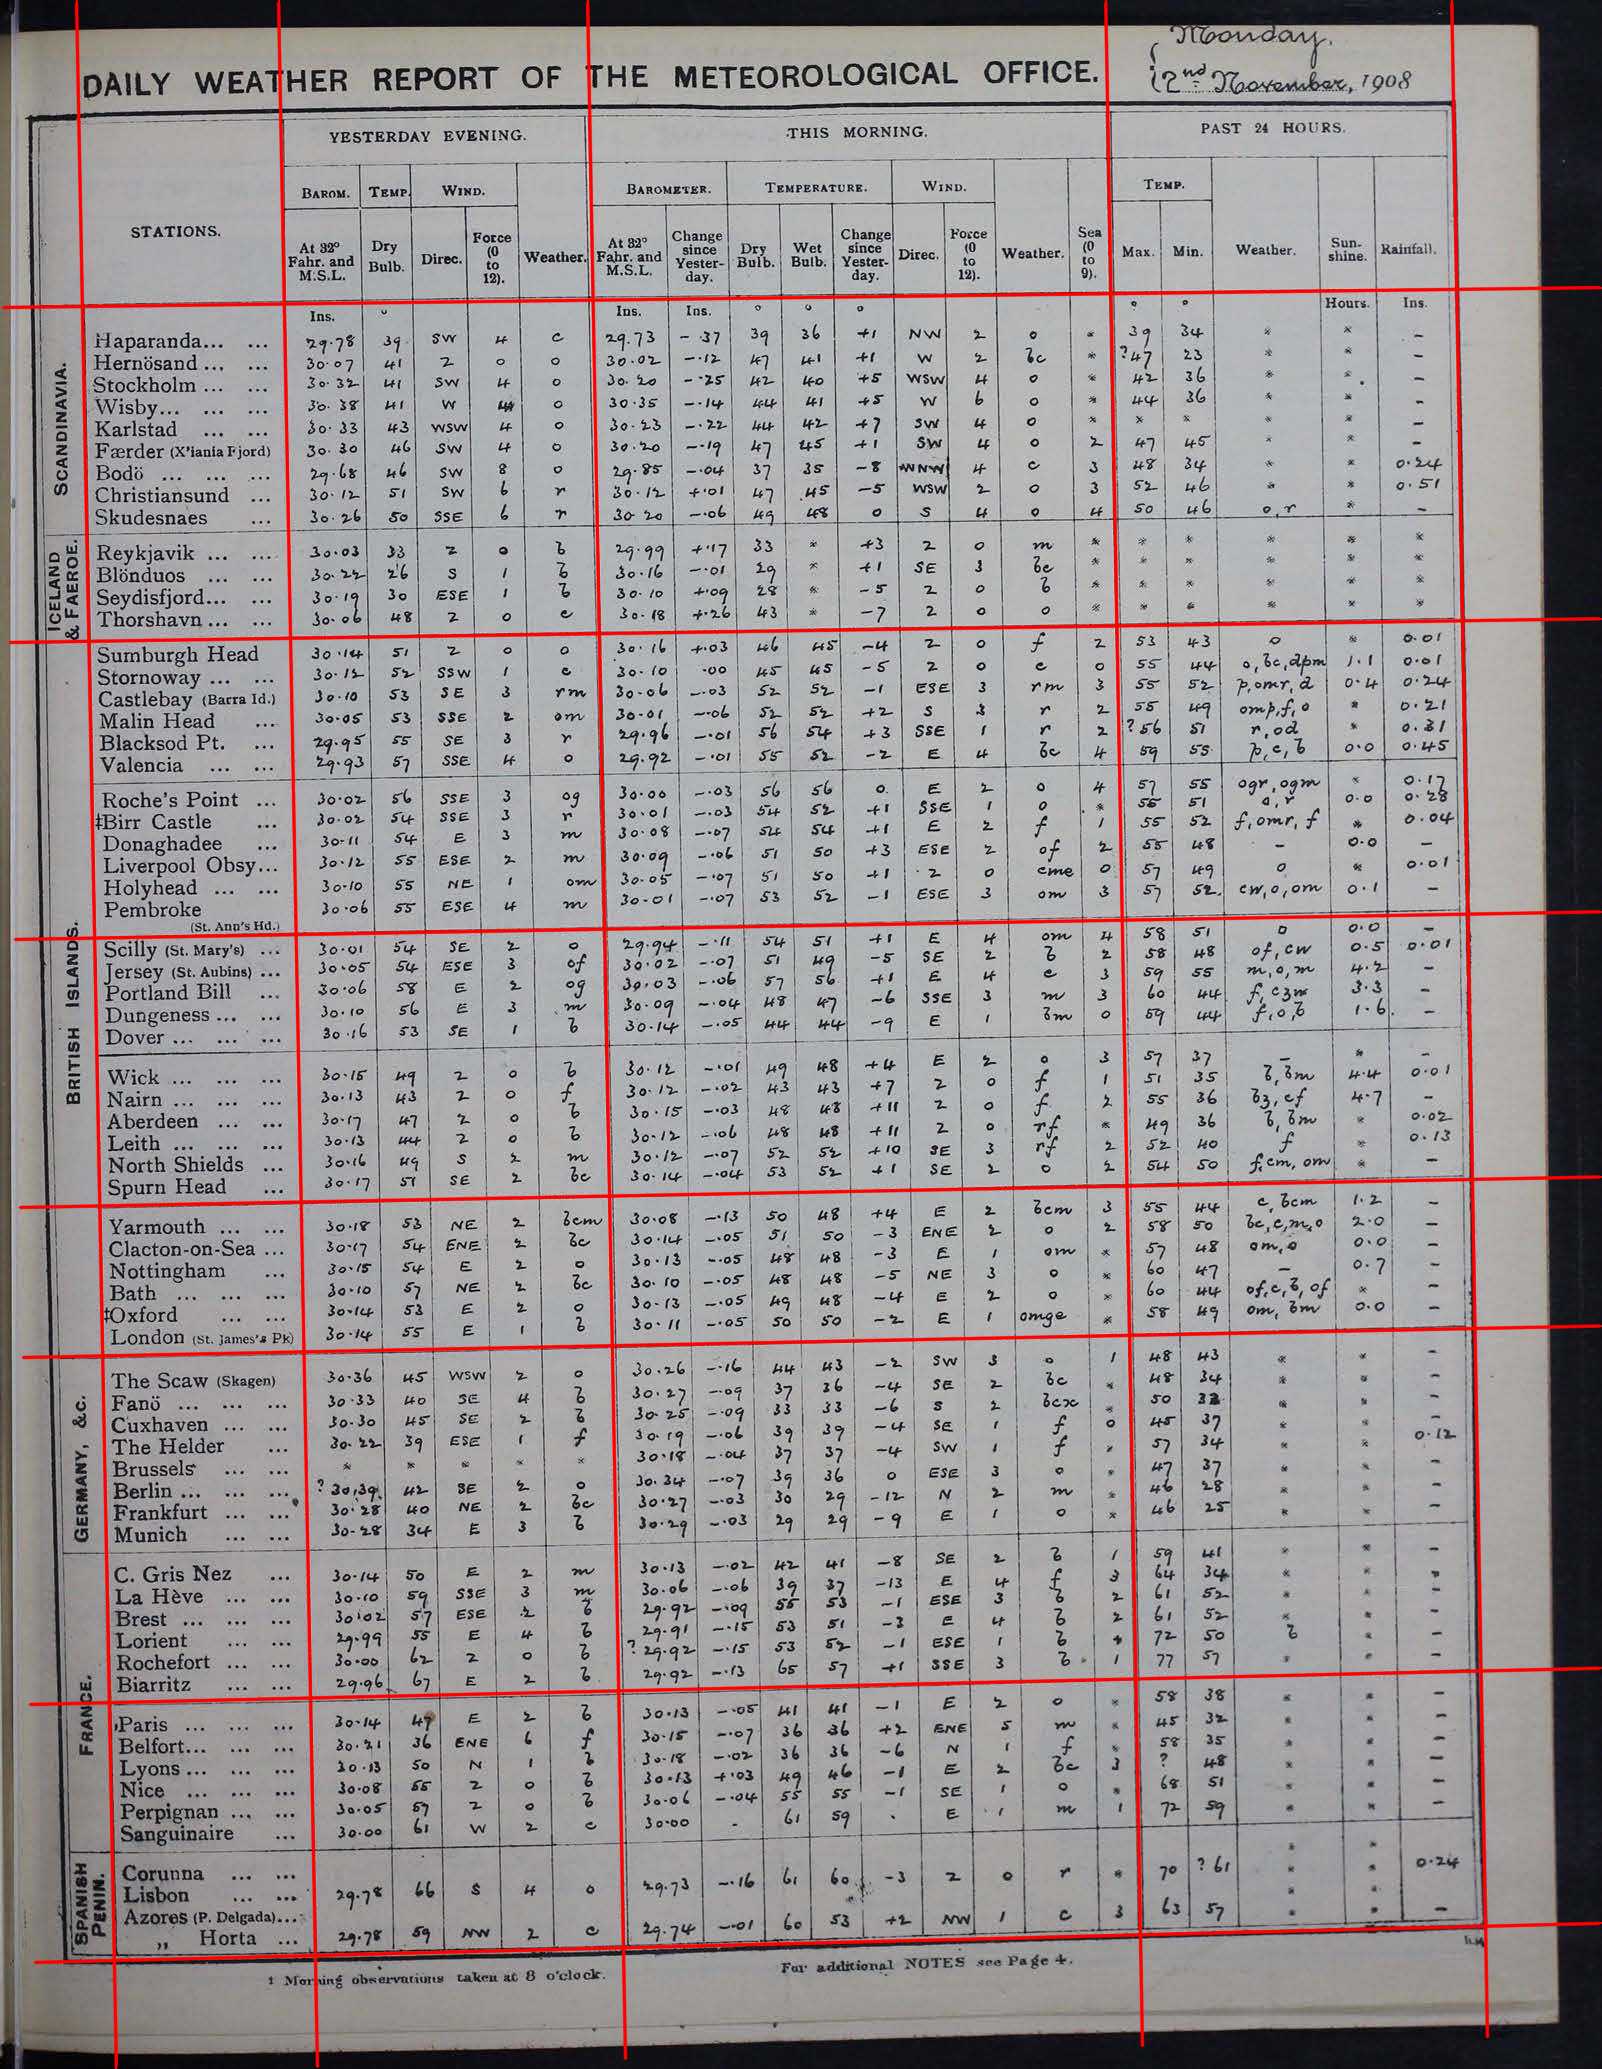 Monday,
2nd November, 1908
DAILY WEATHER REPORT OF THE METEOROLOGICAL OFFICE.
YESTERDAY EVENING. THIS MORNING. PAST 24 HOURS.
STATIONS.
BAROM. TEMP. WIND. BAROMETER. TEMPERATURE. WIND. TEMP.
At 32° Fahr. and M.S.L. Dry Bulb. Direc. Force (0 to 12). Weather. At 32° Fahr. and M.S.L. Change since Yester-day. Dry Bulb. Wet Bulb. Change since Yester-day. Direc. Force (0 to 12). Weather. Sea (0 to 9). Max. Min. Weather. Sun-shine. Rainfall.
Ins. ° Ins. Ins. ° ° ° ° ° Hours. Ins.
SCANDINAVIA.
Haparanda... ... 29.78 39 SW 4 c 29.73 -.37 39 36 +1 NW 2 o * 39 34 * * -
Hernösand ... ... 30.07 41 Z 0 o 30.02 -.12 47 41 +1 W 2 bc * ?47 23 * * -
Stockholm ... ... 30.32 41 SW 4 o 30.20 -.25 42 40 +5 WSW 4 o * 42 36 * * -
Wisby... ... ... 30.38 41 W 4 o 30.35 -.14 44 41 +5 W 6 o * 44 36 * * -
Karlstad ... ... 30.33 43 WSW 4 o 30.23 -.22 44 42 +7 SW 4 o * * * * * -
Færder (X'iania Fjord) 30.30 46 SW 4 o 30.20 -.19 47 45 +1 SW 4 o 2 47 45 * * -
Bodö ... ... ... 29.68 46 SW 8 o 29.85 -.04 37 35 -8 WNW 4 c 3 48 34 * * 0.24
Christiansund ... 30.12 51 SW 6 r 30.12 +.01 47 45 -5 WSW 2 o 3 52 46 * * 0.51
Skudesnaes ... 30.26 50 SSE 6 r 30.20 -.06 49 48 0 S 4 o 4 50 46 o,r * -
ICELAND & FAEROE.
Reykjavik ... ... 30.03 33 Z 0 b 29.99 +.17 33 * +3 Z 0 m * * * * * *
Blönduos ... ... 30.22 26 S 1 b 30.16 -.01 29 * +1 SE 3 bc * * * * * *
Seydisfjord... ... 30.19 30 ESE 1 b 30.10 +.09 28 * -5 Z 0 b * * * * * *
Thorshavn ... ... 30.06 48 Z 0 c 30.18 +.26 43 * -7 Z 0 o * * * * * *
BRITISH ISLANDS.
Sumburgh Head 30.14 51 Z 0 o 30.16 +.03 46 45 -4 Z 0 f 2 53 43 o * 0.01
Stornoway ... ... 30.12 52 SSW 1 c 30.10 .00 45 45 -5 Z 0 c 0 55 44 o,bc,dpm 1.1 0.01
Castlebay (Barra Id.) 30.10 53 SE 3 rm 30.06 -.03 52 52 -1 ESE 3 rm 3 55 52 p,omr,d 0.4 0.24
Malin Head ... 30.05 53 SSE 2 om 30.01 -.06 52 52 +2 S 3 r 2 55 49 omp,f,o * 0.21
Blacksod Pt. ... 29.95 55 SE 3 r 29.96 -.01 56 54 +3 SSE 1 r 2 ?56 51 r,od * 0.31
Valencia ... ... 29.93 57 SSE 4 o 29.92 -.01 55 52 -2 E 4 bc 4 59 55 p,c,b 0.0 0.45
Roche's Point ... 30.02 56 SSE 3 og 30.00 -.03 56 56 0 E 2 o 4 57 55 ogr,ogm * 0.17
‡Birr Castle ... 30.02 54 SSE 3 r 30.01 -.03 54 52 +1 SSE 1 o * 55 51 o,r 0.0 0.28
Donaghadee ... 30.11 54 E 3 m 30.08 -.07 54 54 +1 E 2 f 1 55 52 f,omr,f * 0.04
Liverpool Obsy... 30.12 55 ESE 2 m 30.09 -.06 51 50 +3 ESE 2 of 2 55 48 - 0.0 -
Holyhead ... ... 30.10 55 NE 1 om 30.05 -.07 51 50 +1 Z 0 cme 0 57 49 o * 0.01
Pembroke (St. Ann's Hd.) 30.06 55 ESE 4 m 30.01 -.07 53 52 -1 ESE 3 om 3 57 52 cw,o,om 0.1 -
Scilly (St. Mary's) ... 30.01 54 SE 2 o 29.94 -.11 54 51 +1 E 4 om 4 58 51 o 0.0 -
Jersey (St. Aubins) ... 30.05 54 ESE 3 of 30.02 -.07 51 49 -5 SE 2 b 2 58 48 of,cw 0.5 0.01
Portland Bill ... 30.06 58 E 2 og 30.03 -.06 57 56 +1 E 4 c 3 59 55 m,o,m 4.2 -
Dungeness ... ... 30.10 56 E 3 m 30.09 -.04 48 47 -6 SSE 3 m 3 60 44 f,czm 3.3 -
Dover ... ... ... 30.16 53 SE 1 b 30.14 -.05 44 44 -9 E 1 bm 0 59 44 f,o,b 1.6 -
Wick ... ... ... 30.15 49 Z 0 b 30.12 -.01 49 48 +4 E 2 o 3 57 37 - * -
Nairn ... ... ... 30.13 43 Z 0 f 30.12 -.02 43 43 +7 Z 0 f 1 51 35 b,bm 4.4 0.01
Aberdeen ... ... 30.17 47 Z 0 b 30.15 -.03 48 48 +11 Z 0 f 2 55 36 bz,cf 4.7 -
Leith ... ... ... 30.13 44 Z 0 b 30.12 -.06 48 48 +11 Z 0 rf * 49 36 b,bm * 0.02
North Shields ... 30.16 49 S 2 m 30.12 -.07 52 52 +10 SE 3 rf 2 52 40 f * 0.13
Spurn Head ... 30.17 51 SE 2 bc 30.14 -.04 53 52 +1 SE 2 o 2 54 50 f,cm,om * -
Yarmouth ... ... 30.18 53 NE 2 bcm 30.08 -.13 50 48 +4 E 2 bcm 3 55 44 c,bcm 1.2 -
Clacton-on-Sea ... 30.17 54 ENE 2 bc 30.14 -.05 51 50 -3 ENE 2 o 2 58 50 bc,c,m,o 2.0 -
Nottingham ... 30.15 54 E 2 o 30.13 -.05 48 48 -3 E 1 om * 57 48 om,o 0.0 -
Bath ... ... ... 30.10 57 NE 2 bc 30.10 -.05 48 48 -5 NE 3 o * 60 47 - 0.7 -
‡Oxford ... ... 30.14 53 E 2 o 30.13 -.05 49 48 -4 E 2 o * 60 44 of,c,b,of * -
London (St. James's Pk) 30.14 55 E 1 b 30.11 -.05 50 50 -2 E 1 omge * 58 49 om,bm 0.0 -
GERMANY, &c.
The Scaw (Skagen) 30.36 45 WSW 2 o 30.26 -.16 44 43 -2 SW 3 o 1 48 43 * * -
Fanö ... ... ... 30.33 40 SE 4 b 30.27 -.09 37 36 -4 SE 2 bc * 48 34 * * -
Cuxhaven ... ... 30.30 45 SE 2 b 30.25 -.09 33 33 -6 S 2 bcx * 50 32 * * -
The Helder ... 30.22 39 ESE 1 f 30.19 -.06 39 39 -4 SE 1 f 0 45 37 * * -
Brussels ... ... * * * * * 30.18 -.04 37 37 -4 SW 1 f * 57 34 * * 0.12
Berlin ... ... ... ?30.39 42 SE 2 o 30.34 -.07 39 36 0 ESE 3 o * 47 37 * * -
Frankfurt ... ... 30.28 40 NE 2 bc 30.27 -.03 30 29 -12 N 2 m * 46 28 * * -
Munich ... ... 30.28 34 E 3 b 30.29 -.03 29 29 -9 E 1 o * 46 25 * * -
FRANCE.
C. Gris Nez ... 30.14 50 E 2 m 30.13 -.02 42 41 -8 SE 2 b 1 59 41 * * -
La Hève ... ... 30.10 59 SSE 3 m 30.06 -.06 39 37 -13 E 4 f 3 64 34 * * -
Brest ... ... ... 30.02 57 ESE 2 b 29.92 -.09 55 53 -1 ESE 3 b 2 61 52 * * -
Lorient ... ... 29.99 55 E 4 b 29.91 -.15 53 51 -3 E 4 b 2 61 52 * * -
Rochefort ... ... 30.00 62 Z 0 b ?29.92 -.15 53 52 -1 ESE 1 b * 72 50 b * -
Biarritz ... ... 29.96 67 E 2 b 29.92 -.13 65 57 +1 SSE 3 b 1 77 57 * * -
Paris ... ... ... 30.14 47 E 2 b 30.13 -.05 41 41 -1 E 2 o * 58 38 * * -
Belfort... ... ... 30.21 36 ENE 6 f 30.15 -.07 36 36 +2 ENE 5 m * 45 32 * * -
Lyons ... ... ... 30.13 50 N 1 b 30.18 -.02 36 36 -6 N 1 f * 58 35 * * -
Nice ... ... ... 30.08 55 Z 0 b 30.13 +.03 49 46 -1 E 2 bc 3 ? 48 * * -
Perpignan ... ... 30.05 57 Z 0 b 30.06 -.04 55 55 -1 SE 1 o * 68 51 * * -
Sanguinaire ... 30.00 61 W 2 c 30.00 - 61 59 . E 1 m 1 72 59 * * -
SPANISH PENIN.
Corunna ... ... * *
Lisbon ... ... 29.78 66 S 4 o 29.73 -.16 61 60 -3 Z 0 r * 70 ?61 * * 0.24
Azores (P. Delgada)... * *
„ Horta ... 29.78 59 NW 2 c 29.74 -.01 60 53 +2 NW 1 c 3 63 57 * * -
‡ Morning observations taken at 8 o'clock. For additional NOTES see Page 4.